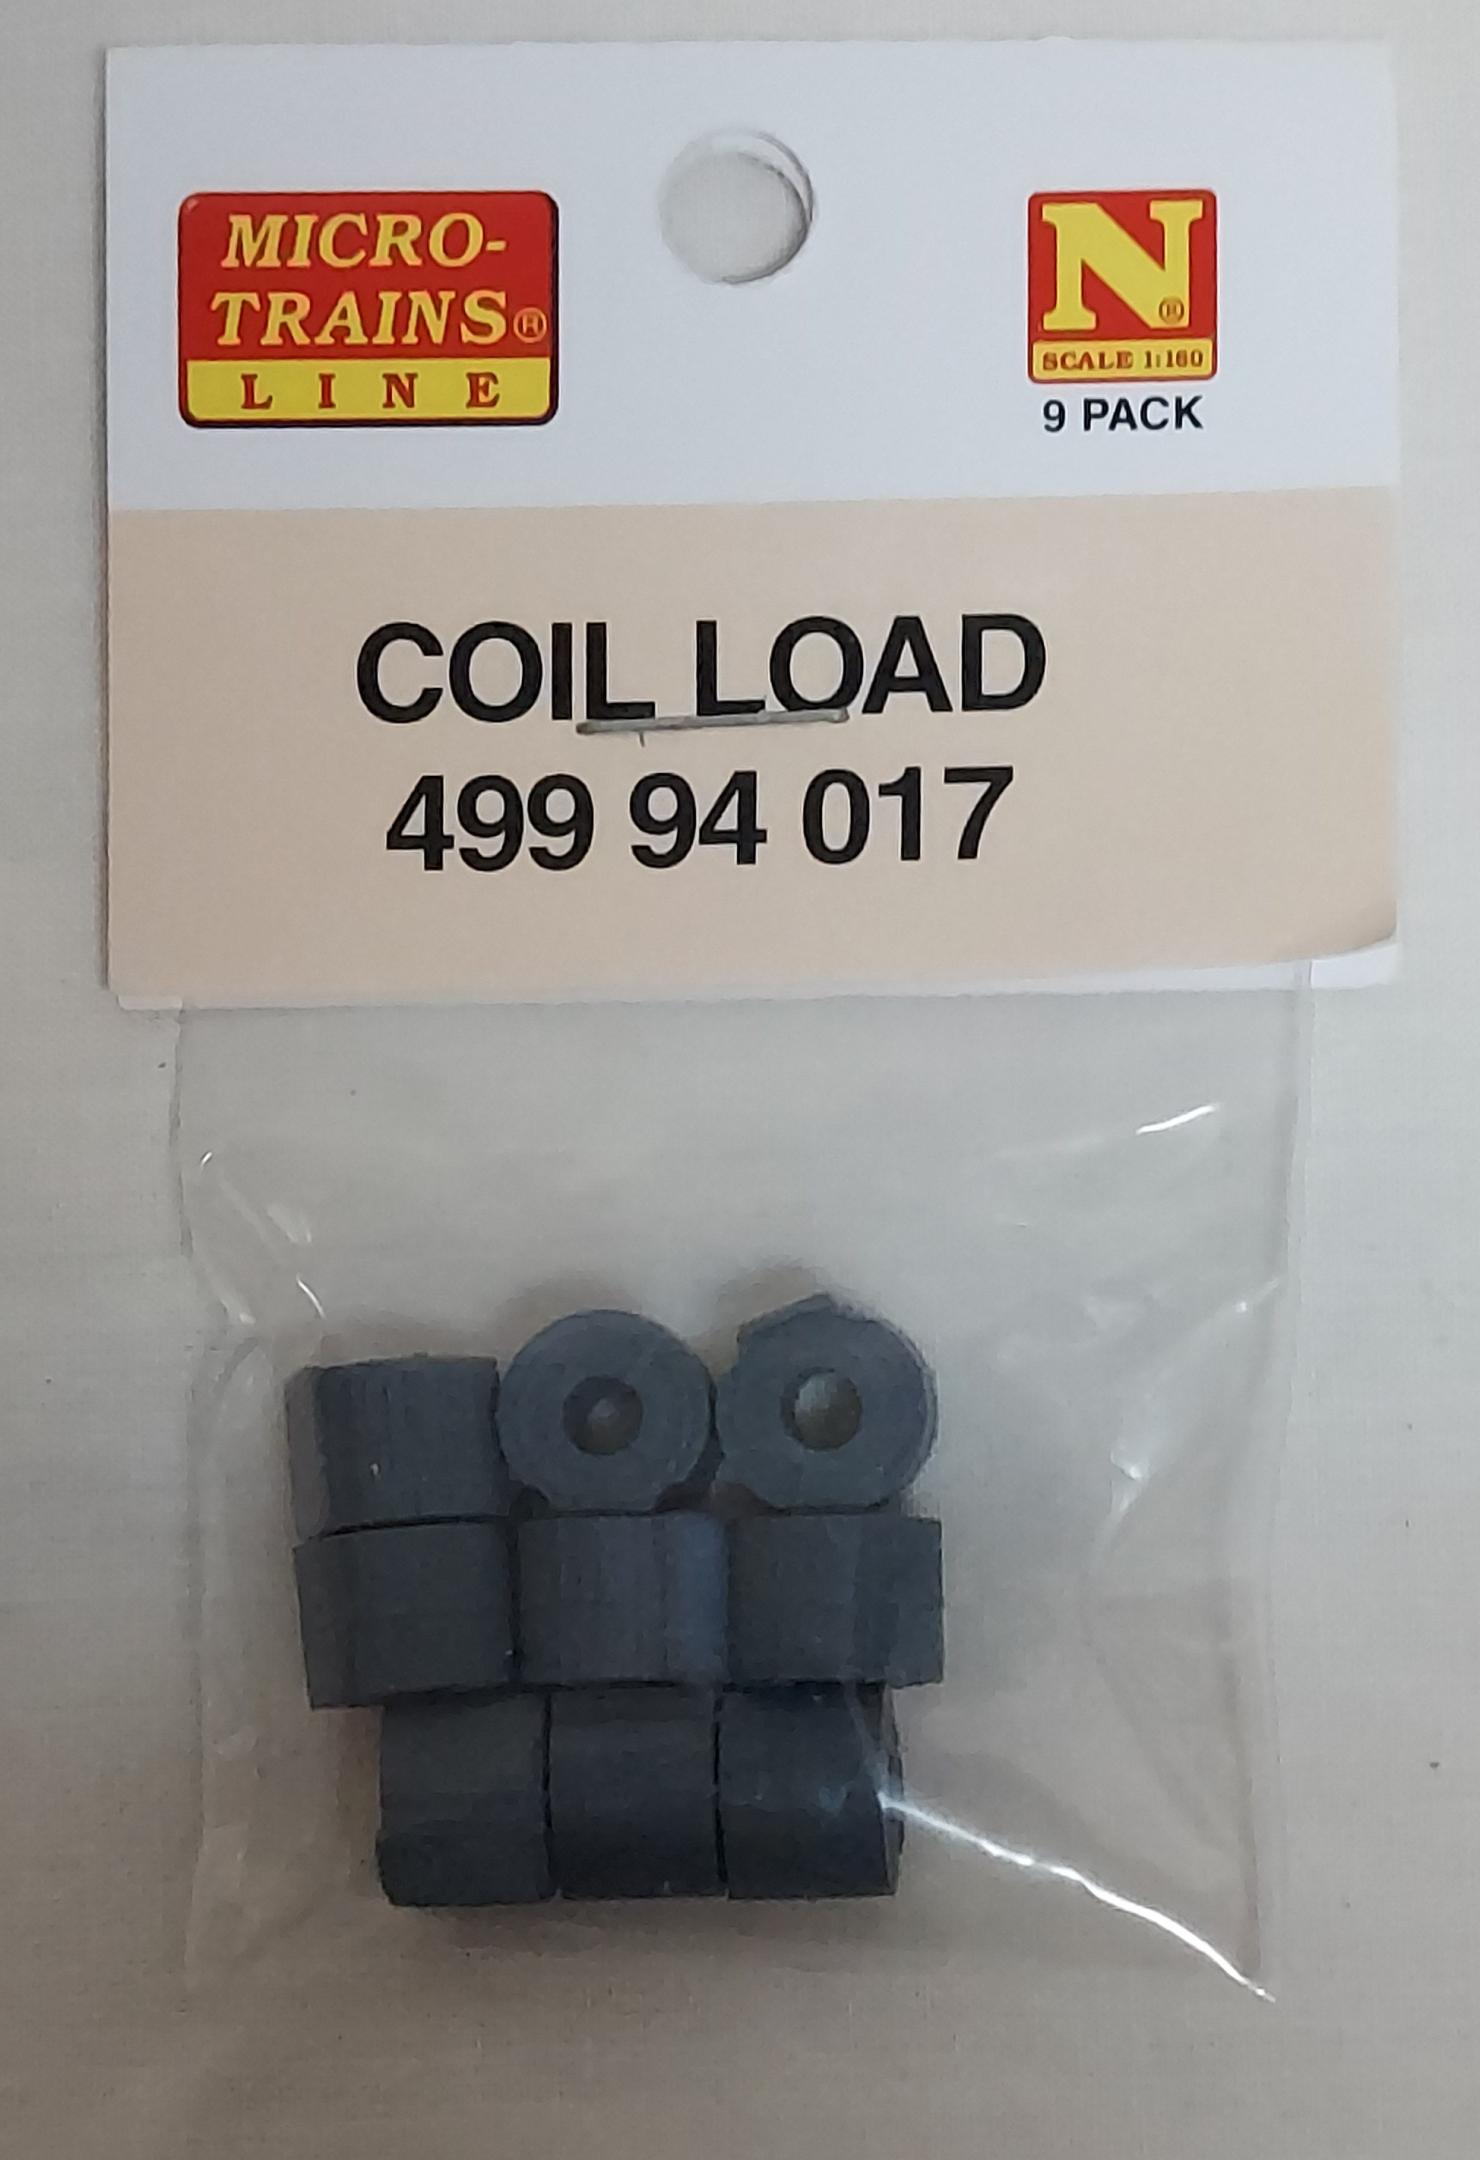 MICRO-
TRAINS®
LINE
N®
SCALE 1:160
9 PACK
COIL LOAD
499 94 017